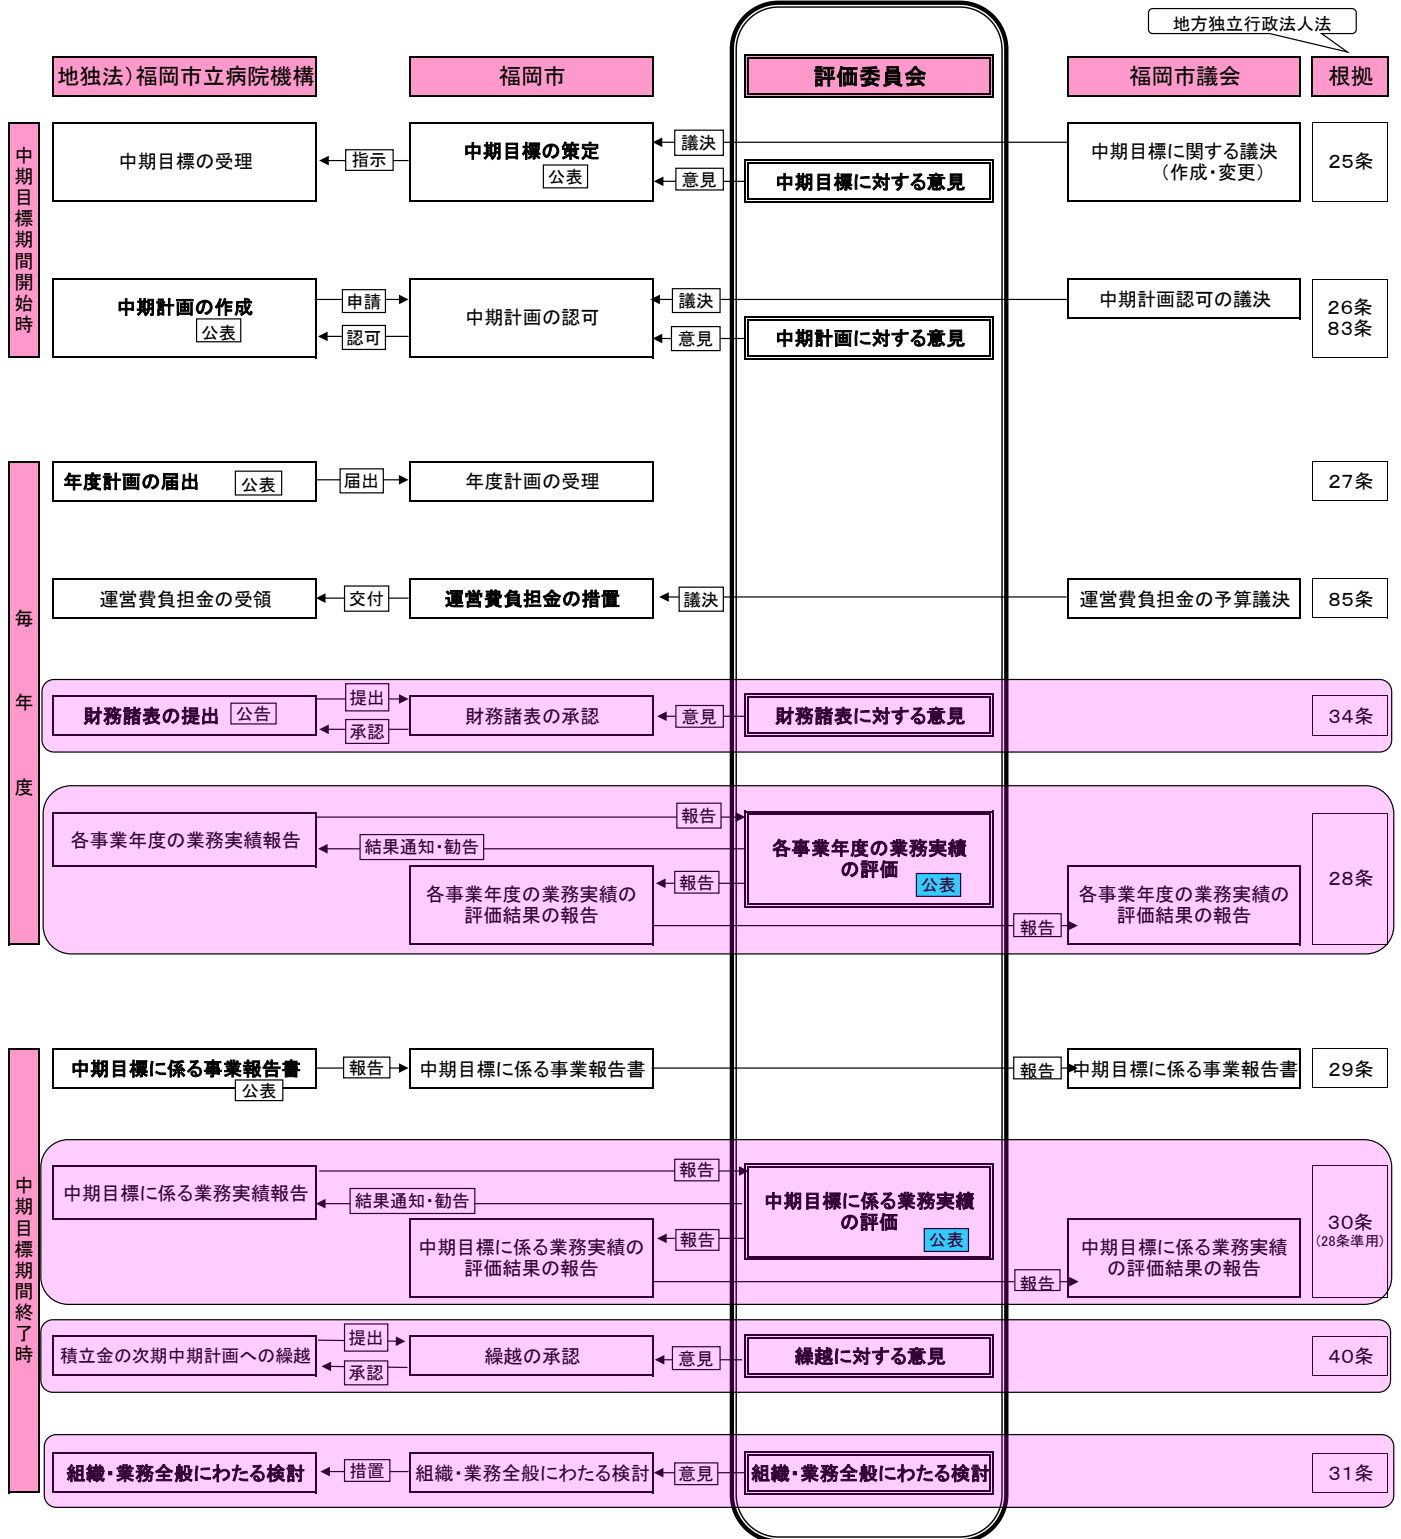 地方独立行政法人法
地独法)福岡市立病院機構
福岡市
評価委員会
福岡市議会
根拠
中期目標期間開始時
中期目標の受理
指示
中期目標の策定
公表
議決
意見
中期目標に対する意見
中期目標に関する議決
(作成・変更)
25条
中期計画の作成
公表
申請
認可
中期計画の認可
議決
意見
中期計画に対する意見
中期計画認可の議決
26条
83条
毎年度
年度計画の届出
公表
届出
年度計画の受理
27条
運営費負担金の受領
交付
運営費負担金の措置
議決
運営費負担金の予算議決
85条
財務諸表の提出
公告
提出
承認
財務諸表の承認
意見
財務諸表に対する意見
34条
各事業年度の業務実績報告
報告
結果通知・勧告
各事業年度の業務実績
の評価
公表
報告
各事業年度の業務実績の
評価結果の報告
報告
各事業年度の業務実績の
評価結果の報告
28条
中期目標期間終了時
中期目標に係る事業報告書
公表
報告
中期目標に係る事業報告書
報告
中期目標に係る事業報告書
29条
中期目標に係る業務実績報告
報告
結果通知・勧告
中期目標に係る業務実績
の評価
公表
報告
中期目標に係る業務実績の
評価結果の報告
報告
中期目標に係る業務実績
の評価結果の報告
30条
(28条準用)
積立金の次期中期計画への繰越
提出
承認
繰越の承認
意見
繰越に対する意見
40条
組織・業務全般にわたる検討
措置
組織・業務全般にわたる検討
意見
組織・業務全般にわたる検討
31条